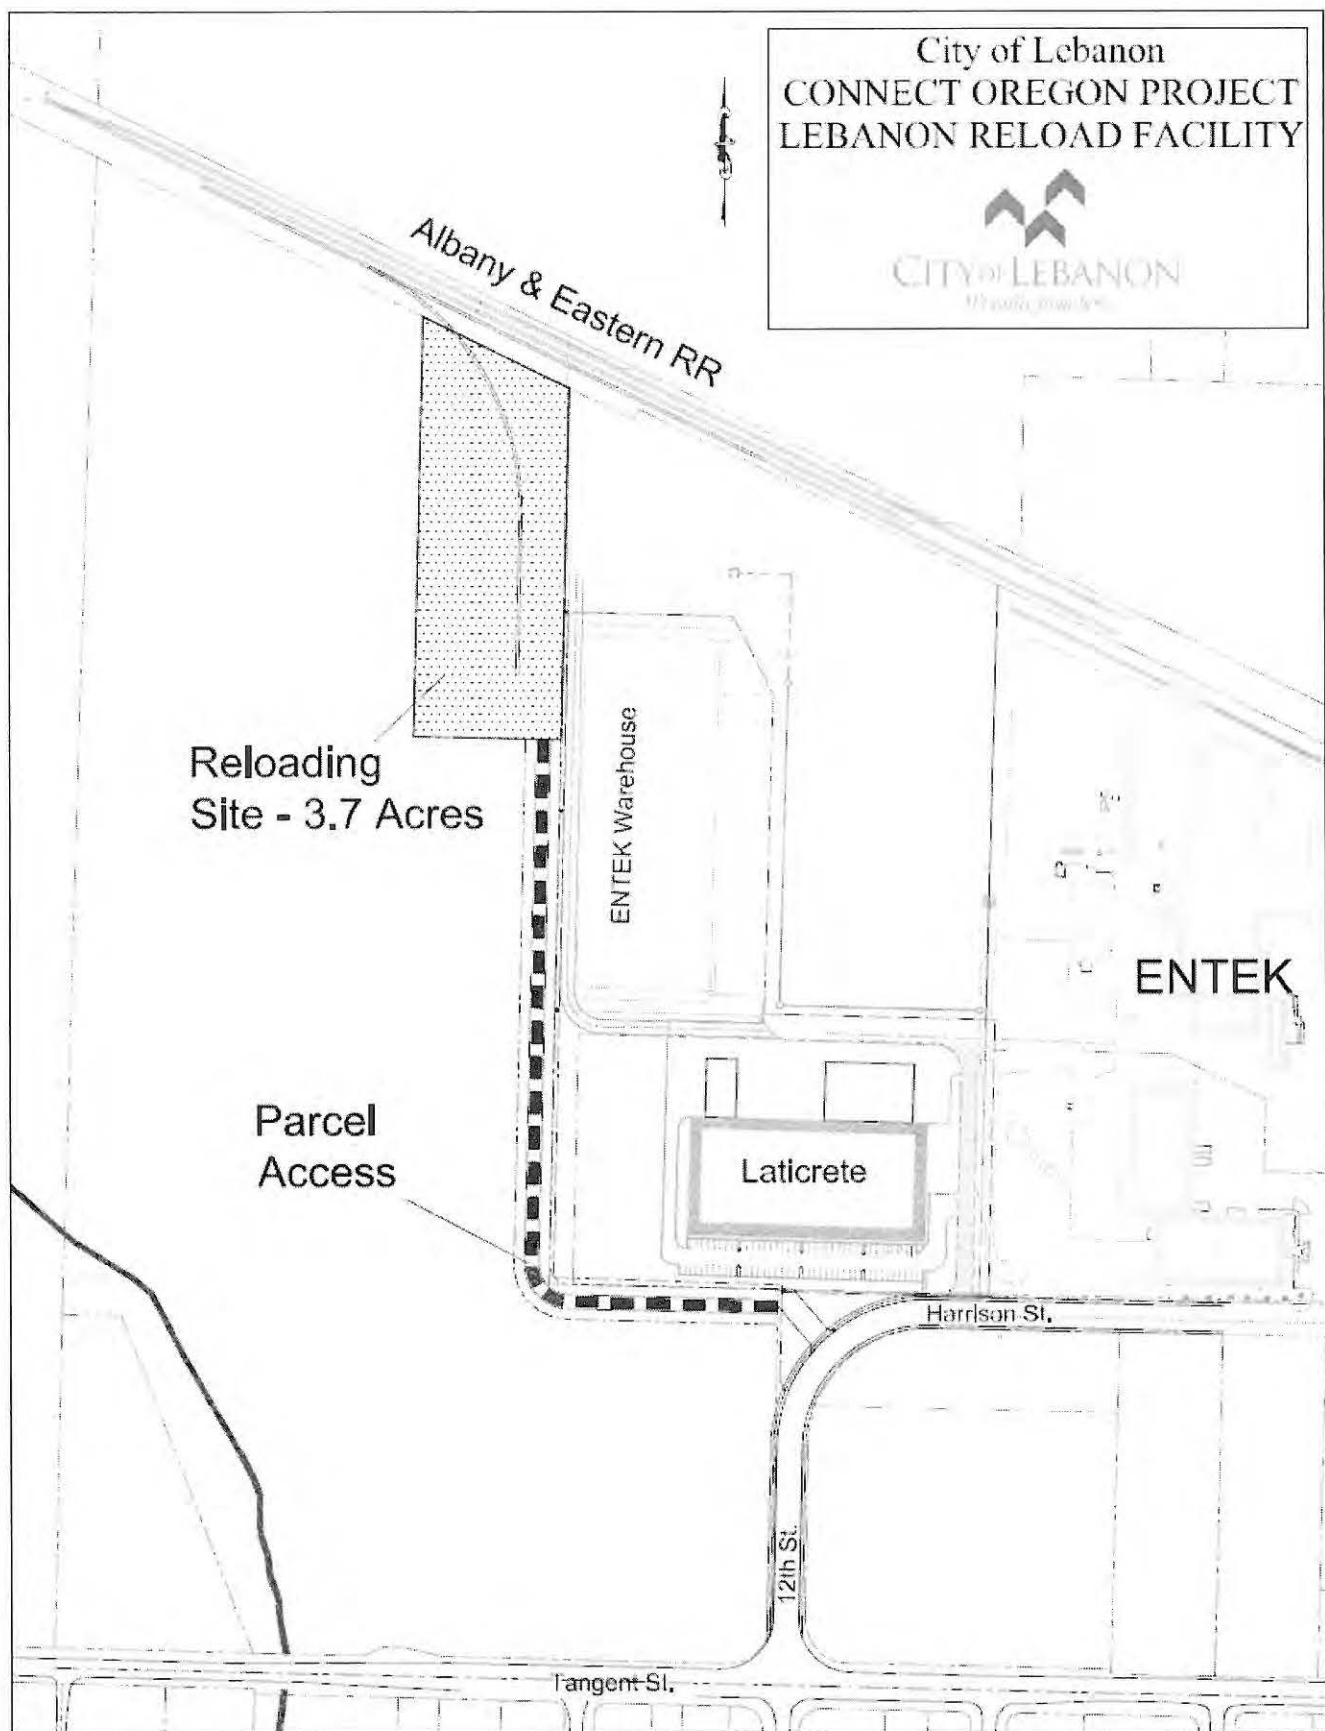 City of Lebanon
CONNECT OREGON PROJECT
LEBANON RELOAD FACILITY
CITY OF LEBANON
Albany & Eastern RR
Reloading
Site - 3.7 Acres
ENTEK Warehouse
ENTEK
Parcel
Access
Laticrete
Harrison St.
12th St.
Tangent St.